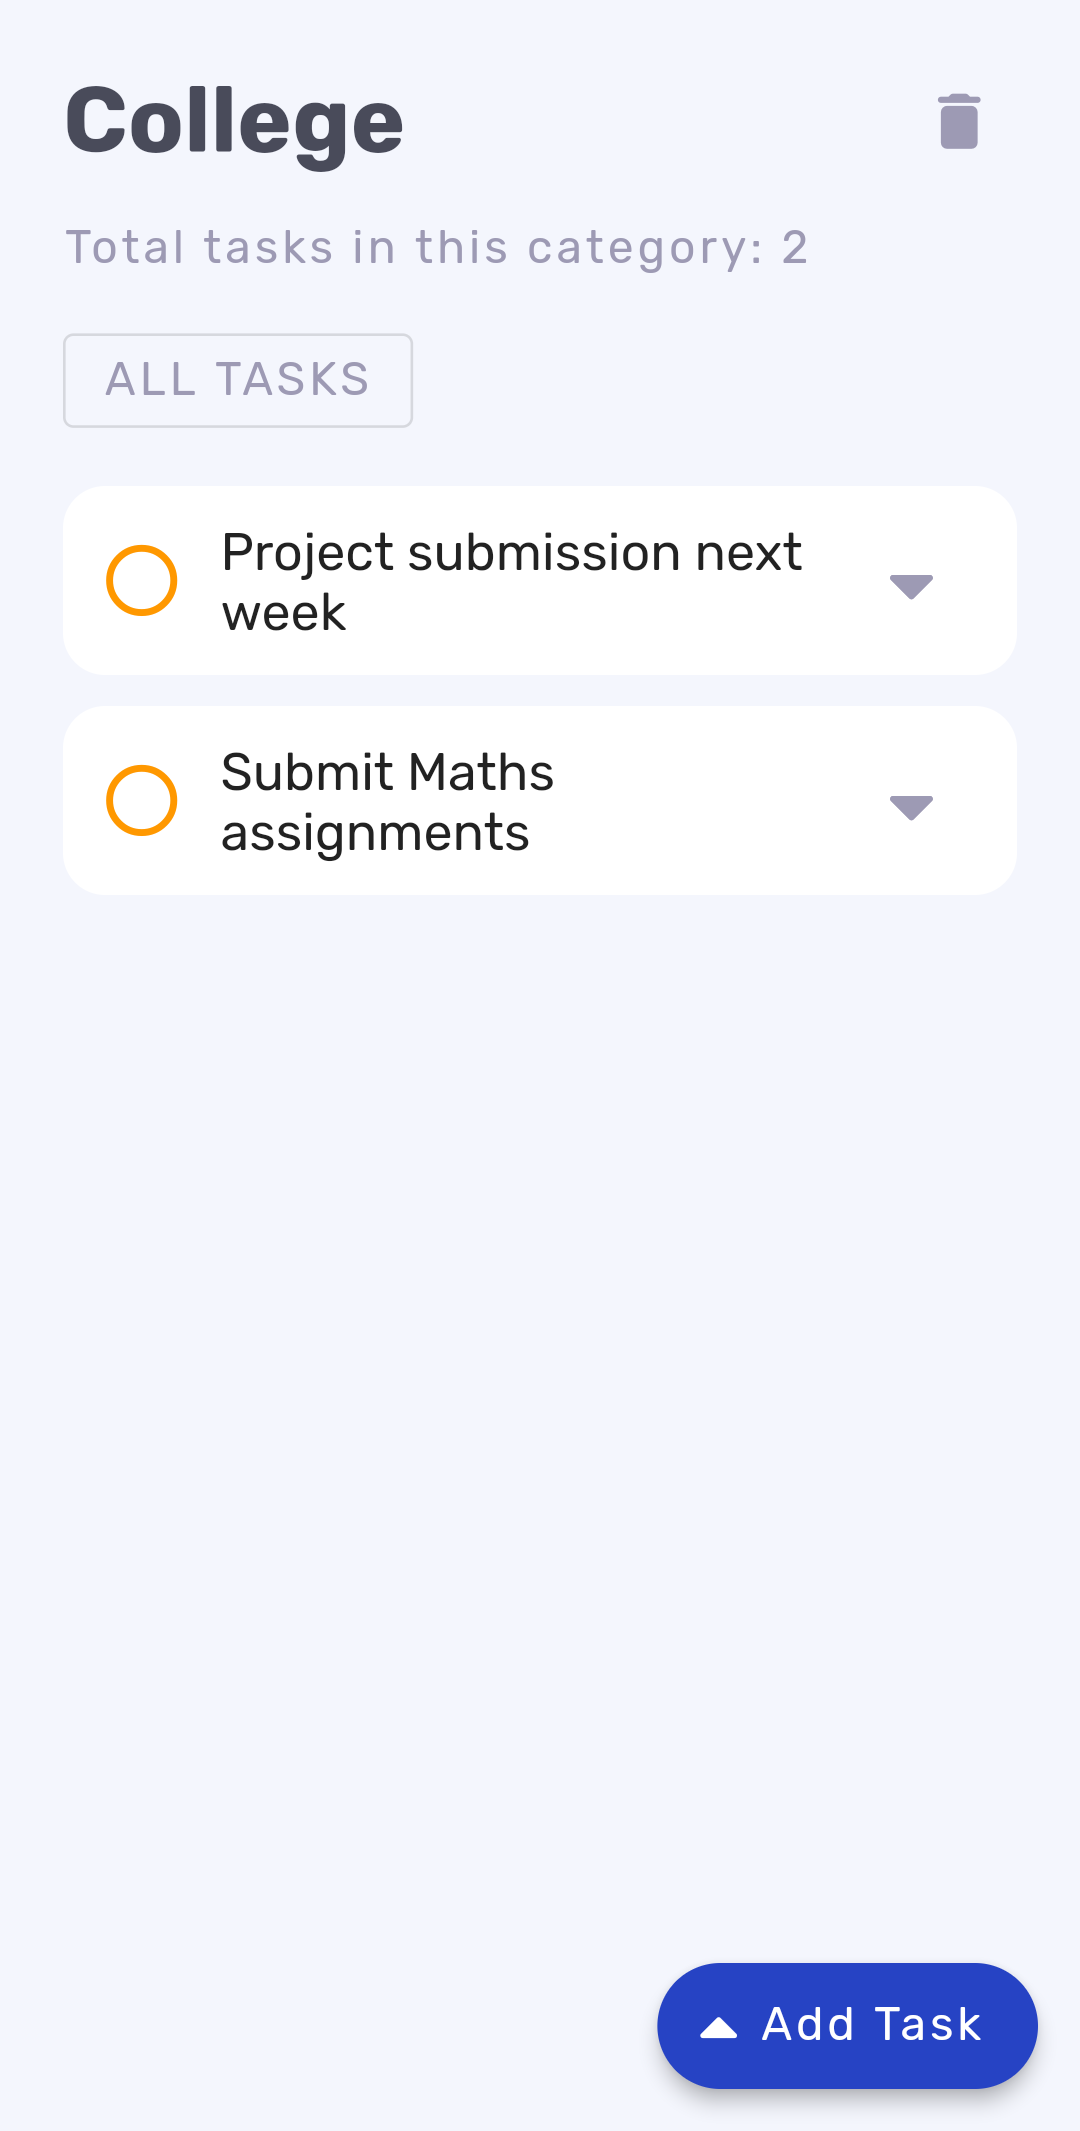 College
Total tasks in this category: 2
ALL TASKS
Project submission next
week
Submit Maths
assignments
Add Task